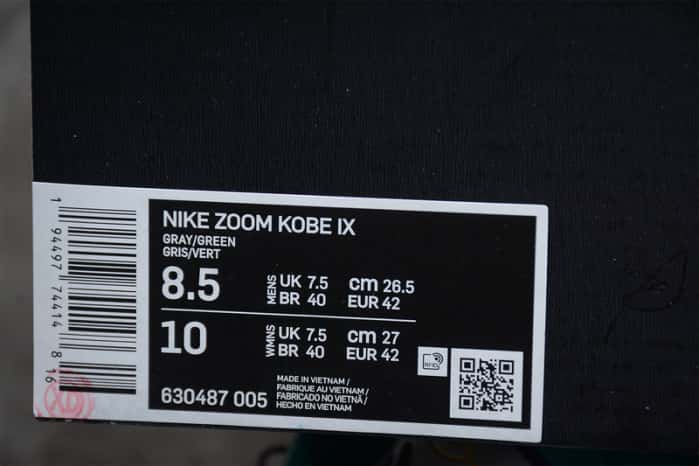 NIKE ZOOM KOBE IX
GRAY/GREEN
GRIS/VERT
8.5 MENS UK 7.5 cm 26.5
BR 40 EUR 42
10 WMNS UK 7.5 cm 27
BR 40 EUR 42
630487 005
MADE IN VIETNAM /
FABRIQUE AU VIETNAM /
FABRICADO NO VIETNÃ /
HECHO EN VIETNAM
RFID
1 94497 74414 8 16